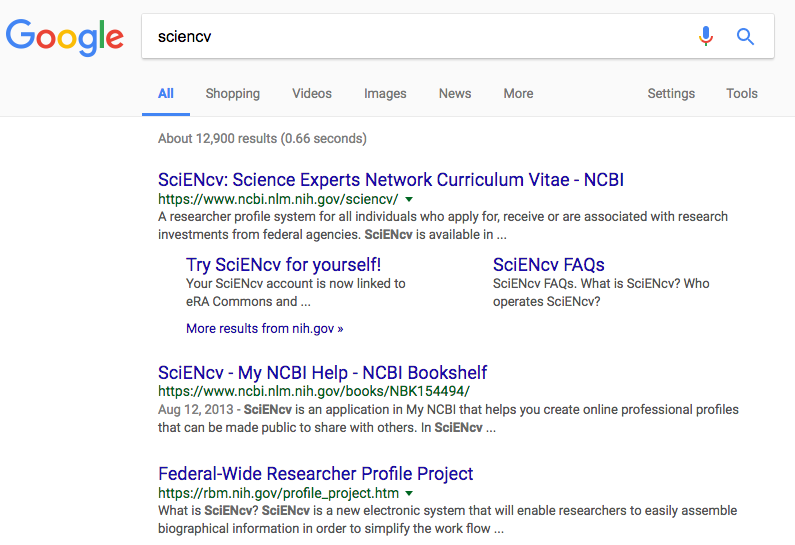 Google
sciencv
All Shopping Videos Images News More Settings Tools
About 12,900 results (0.66 seconds)
SciENcv: Science Experts Network Curriculum Vitae - NCBI
https://www.ncbi.nlm.nih.gov/sciencv/
A researcher profile system for all individuals who apply for, receive or are associated with research
investments from federal agencies. SciENcv is available in ...
Try SciENcv for yourself!
Your SciENcv account is now linked to
eRA Commons and ...
SciENcv FAQs
SciENcv FAQs. What is SciENcv? Who
operates SciENcv?
More results from nih.gov »
SciENcv - My NCBI Help - NCBI Bookshelf
https://www.ncbi.nlm.nih.gov/books/NBK154494/
Aug 12, 2013 - SciENcv is an application in My NCBI that helps you create online professional profiles
that can be made public to share with others. In SciENcv ...
Federal-Wide Researcher Profile Project
https://rbm.nih.gov/profile_project.htm
What is SciENcv? SciENcv is a new electronic system that will enable researchers to easily assemble
biographical information in order to simplify the work flow ...